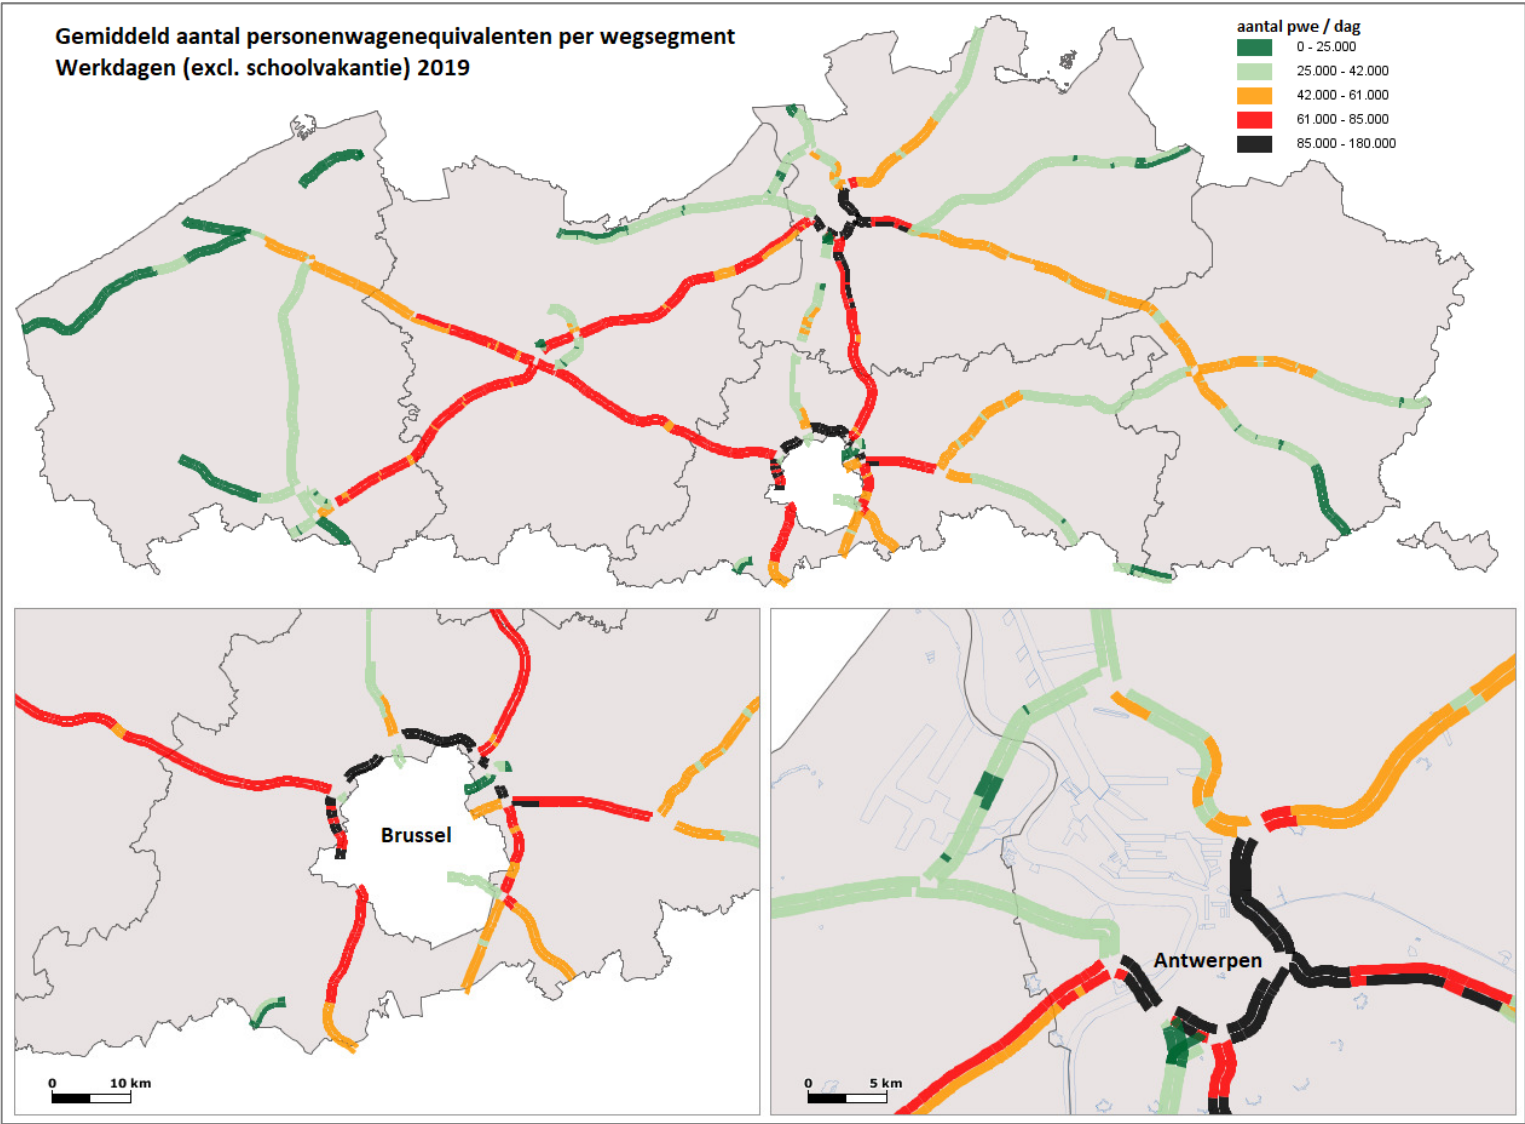 Gemiddeld aantal personenwagenequivalenten per wegsegment
Werkdagen (excl. schoolvakantie) 2019
aantal pwe / dag
0 - 25.000
25.000 - 42.000
42.000 - 61.000
61.000 - 85.000
85.000 - 180.000
Brussel
0 10 km
Antwerpen
0 5 km